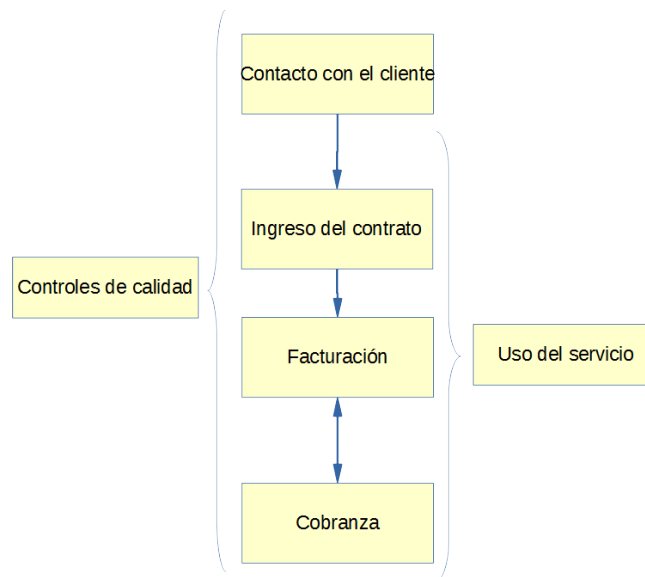 Contacto con el cliente
Ingreso del contrato
Controles de calidad
Facturación
Uso del servicio
Cobranza